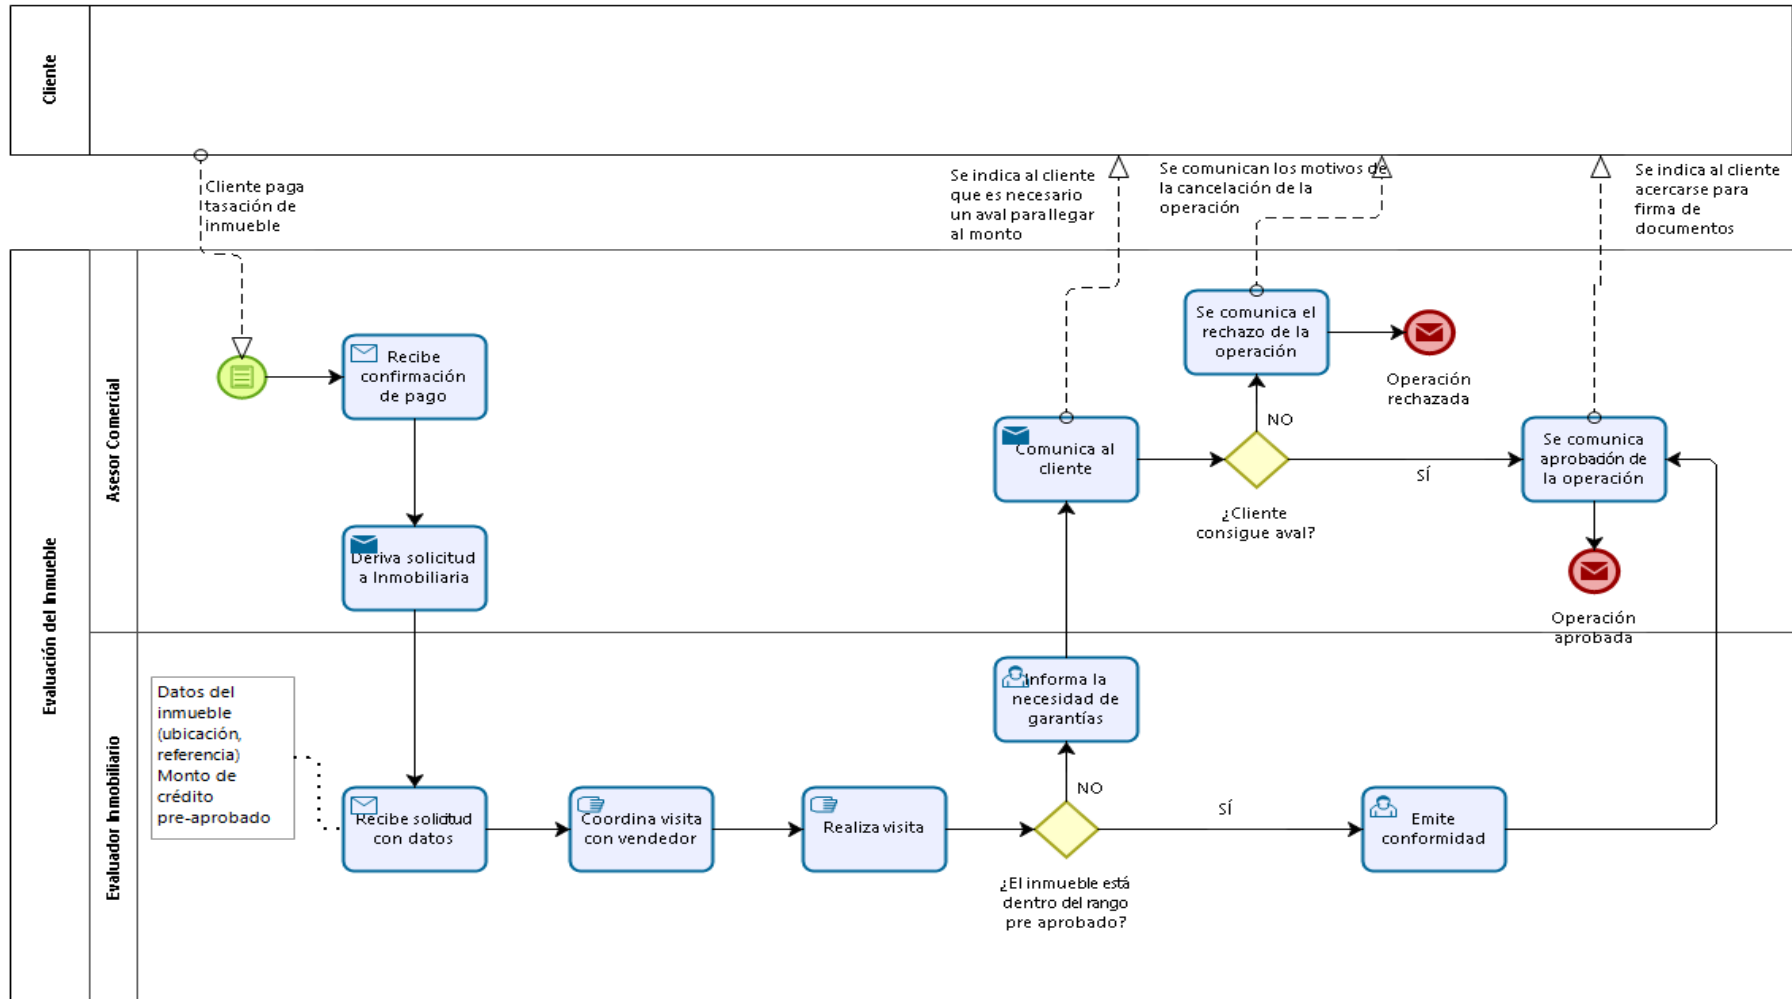 Cliente
Cliente paga
tasación de
inmueble
Se indica al cliente
que es necesario
un aval para llegar
al monto
Se comunican los motivos de
la cancelación de la
operación
Se indica al cliente
acercarse para
firma de
documentos
Evaluación del Inmueble
Asesor Comercial
Recibe
confirmación
de pago
Deriva solicitud
a Inmobiliaria
Comunica al
cliente
Se comunica el
rechazo de la
operación
Operación
rechazada
NO
SÍ
¿Cliente
consigue aval?
Se comunica
aprobación de
la operación
Operación
aprobada
Evaluador Inmobiliario
Datos del
inmueble
(ubicación,
referencia)
Monto de
crédito
pre-aprobado
Recibe solicitud
con datos
Coordina visita
con vendedor
Realiza visita
Informa la
necesidad de
garantías
NO
SÍ
¿El inmueble está
dentro del rango
pre aprobado?
Emite
conformidad